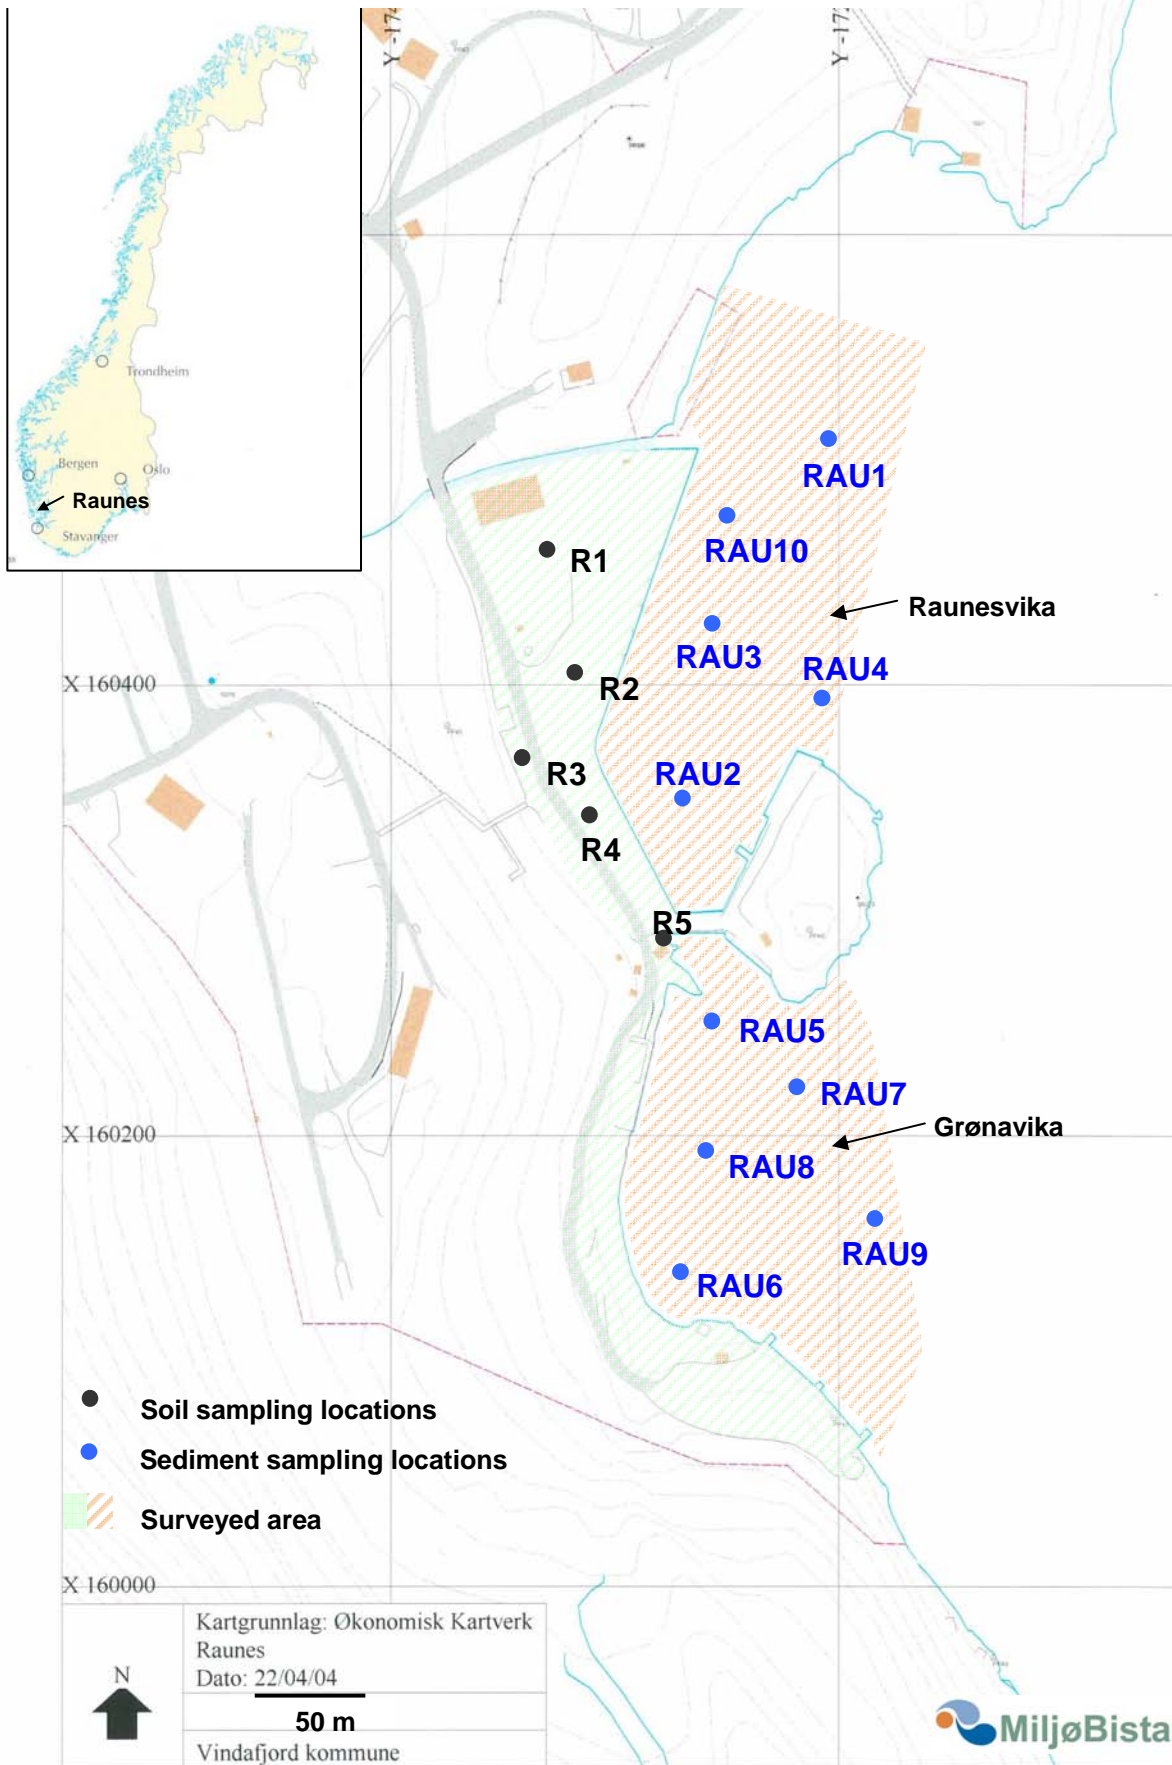 Y -174
Y -17
Trondheim
Bergen
Oslo
Raunes
Stavanger
RAU1
R1
RAU10
Raunesvika
RAU3
RAU4
R2
X 160400
R3
RAU2
R4
R5
RAU5
RAU7
Grønavika
X 160200
RAU8
RAU9
RAU6
Soil sampling locations
Sediment sampling locations
Surveyed area
X 160000
Kartgrunnlag: Økonomisk Kartverk
Raunes
N
Dato: 22/04/04
50 m
Vindafjord kommune
MiljøBista